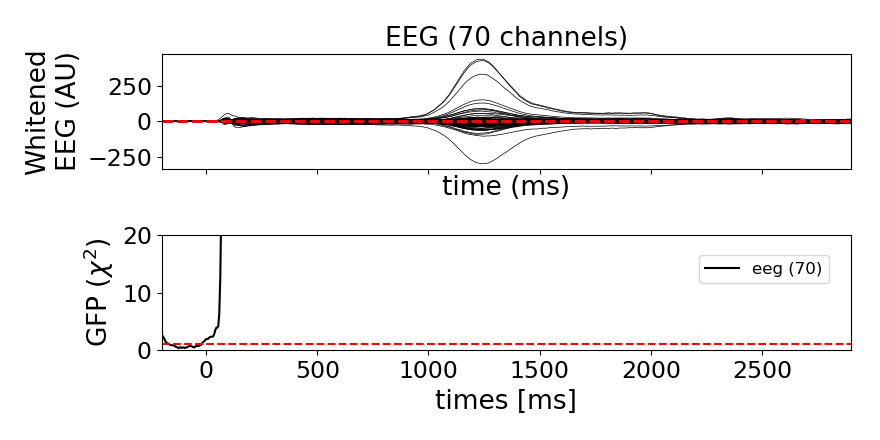 EEG (70 channels)
Whitened
EEG (AU)
250
0
−250
time (ms)
GFP (χ²)
20
10
0
eeg (70)
0 500 1000 1500 2000 2500
times [ms]